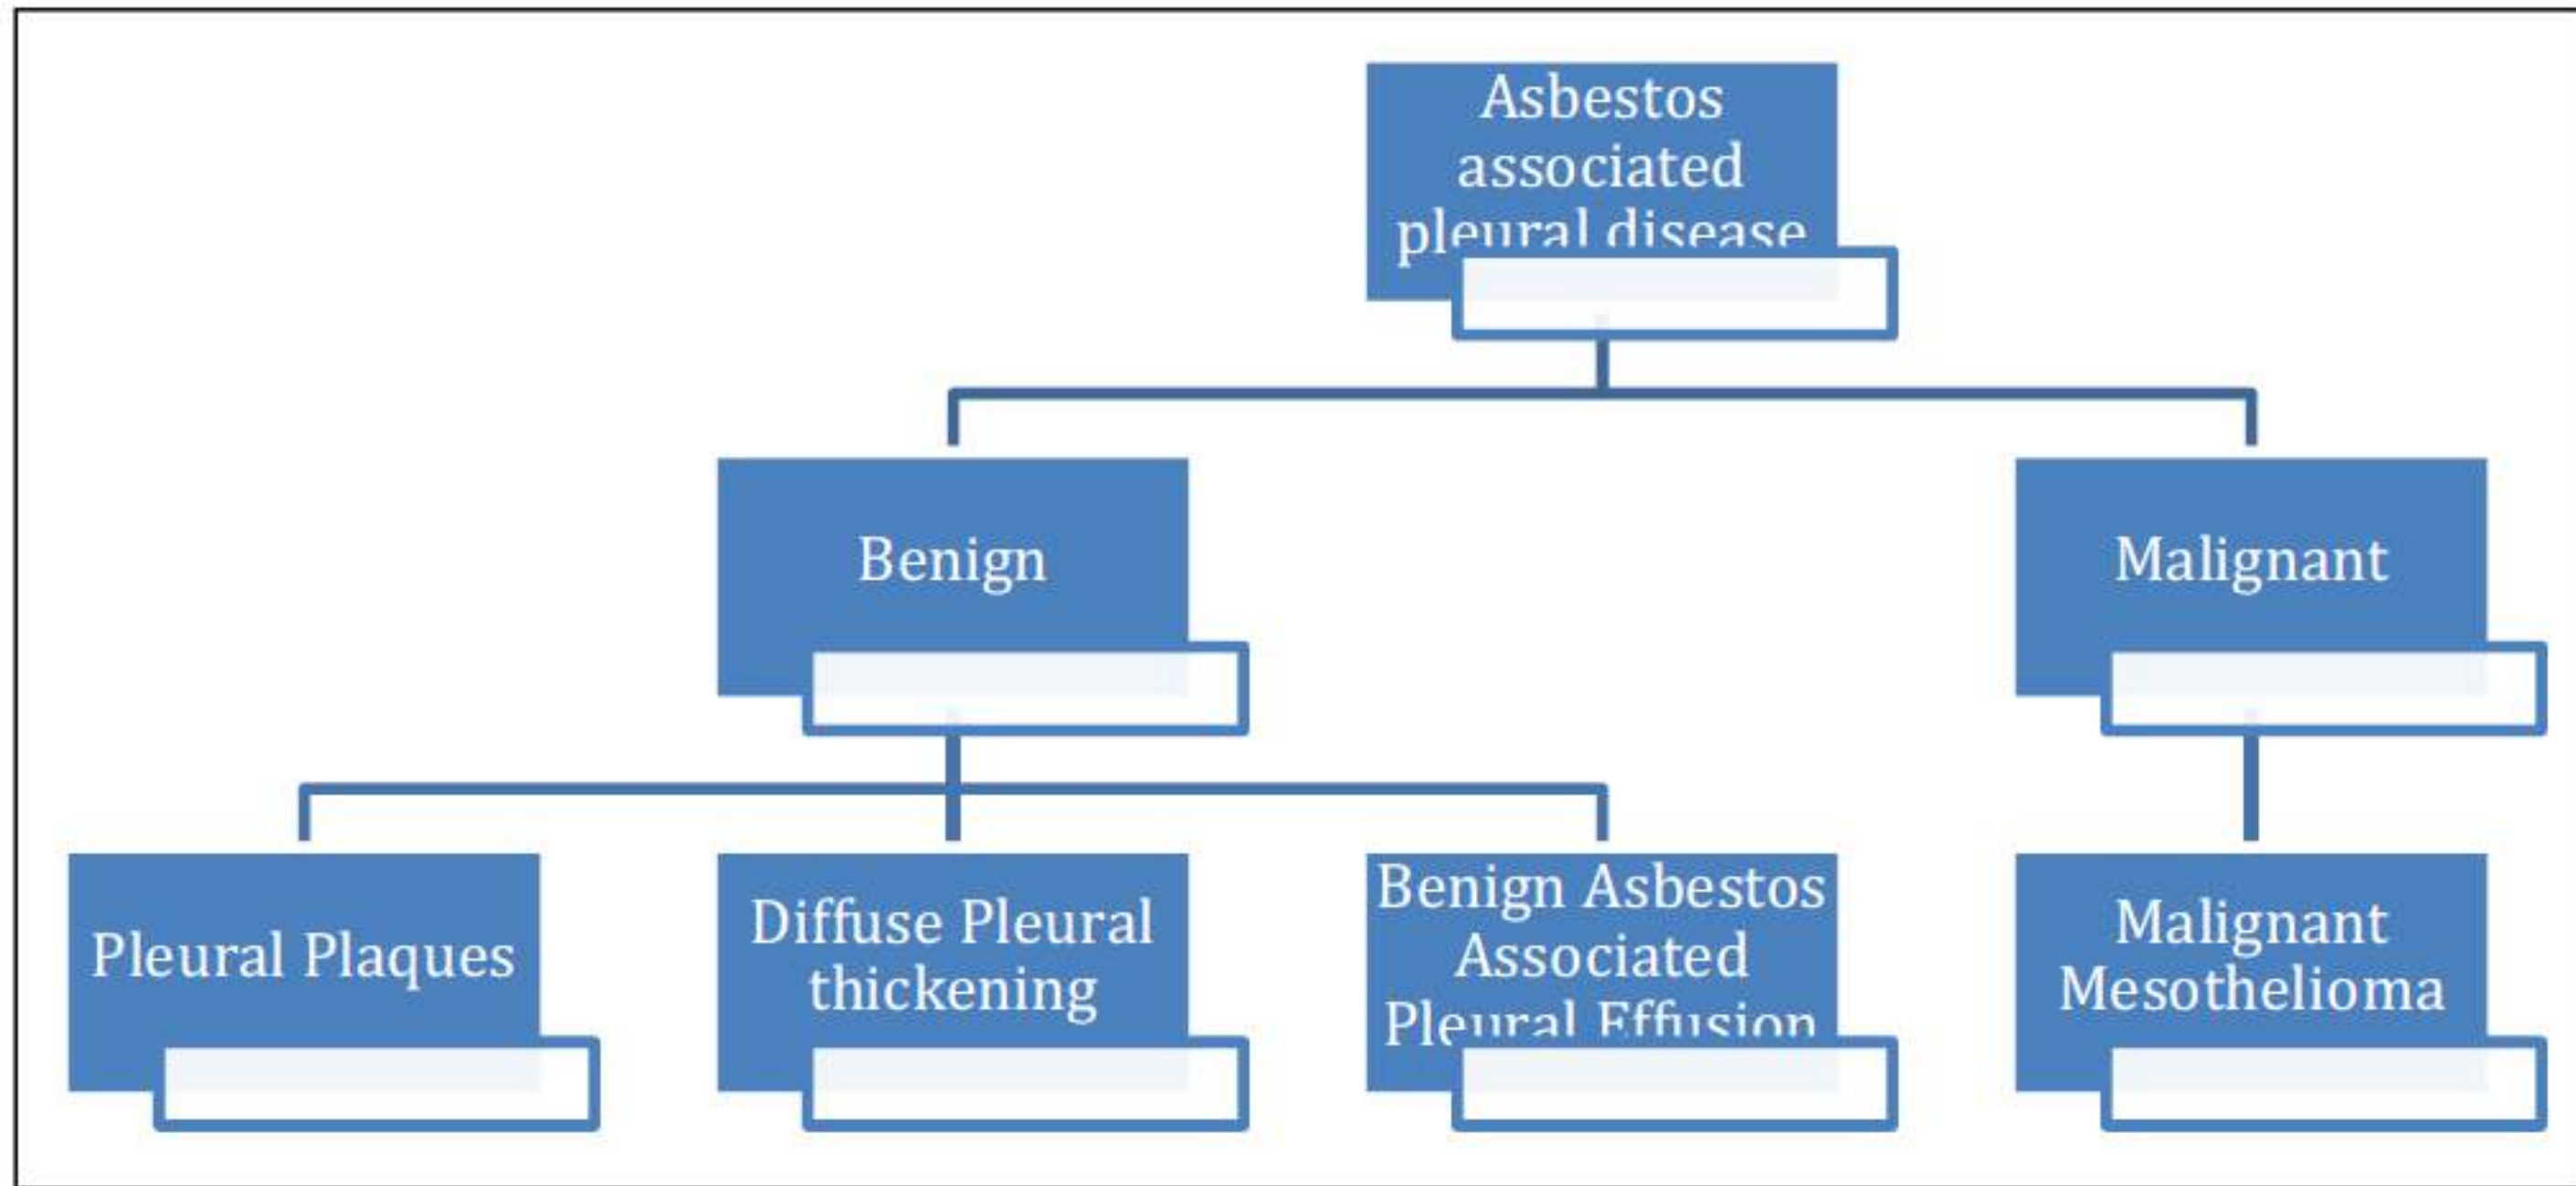 Asbestos
associated
pleural disease
Benign
Malignant
Pleural Plaques
Diffuse Pleural
thickening
Benign Asbestos
Associated
Pleural Effusion
Malignant
Mesothelioma